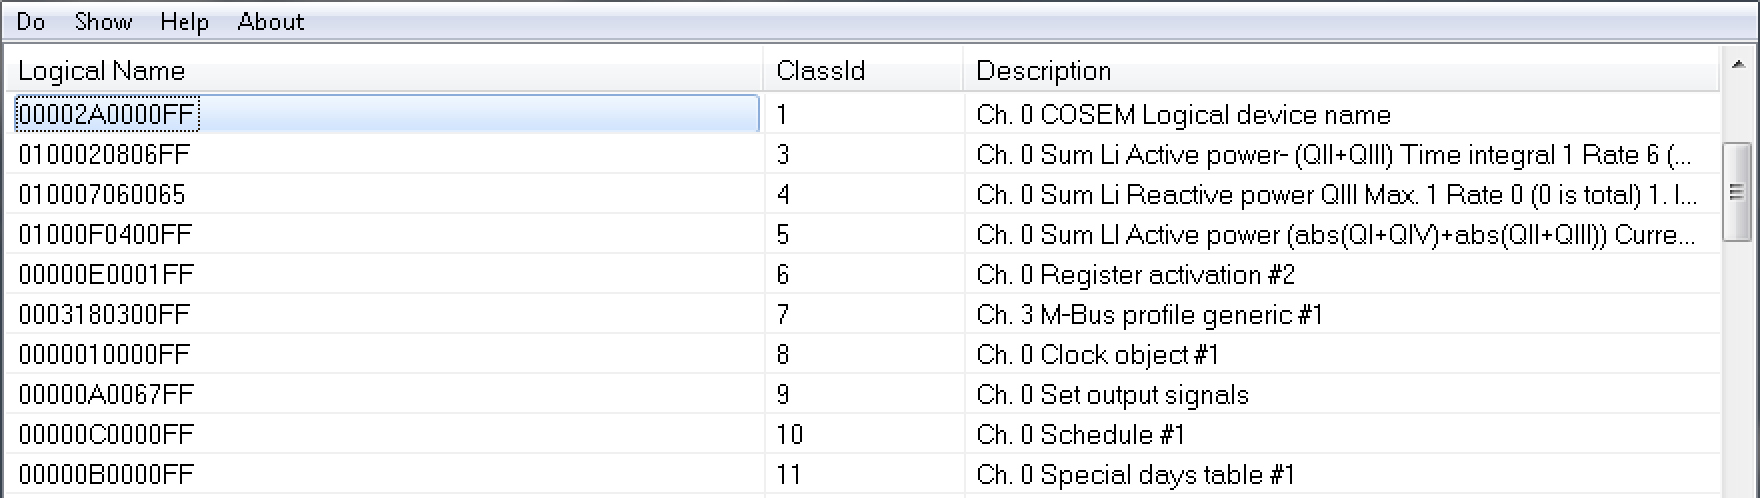 Do Show Help About
Logical Name ClassId Description
00002A0000FF 1 Ch. 0 COSEM Logical device name
0100020806FF 3 Ch. 0 Sum Li Active power- (QII+QIII) Time integral 1 Rate 6 (...
010007060065 4 Ch. 0 Sum Li Reactive power QIII Max. 1 Rate 0 (0 is total) 1. I...
01000F0400FF 5 Ch. 0 Sum LI Active power (abs(QI+QIV)+abs(QII+QIII)) Curre...
00000E0001FF 6 Ch. 0 Register activation #2
0003180300FF 7 Ch. 3 M-Bus profile generic #1
0000010000FF 8 Ch. 0 Clock object #1
00000A0067FF 9 Ch. 0 Set output signals
00000C0000FF 10 Ch. 0 Schedule #1
00000B0000FF 11 Ch. 0 Special days table #1